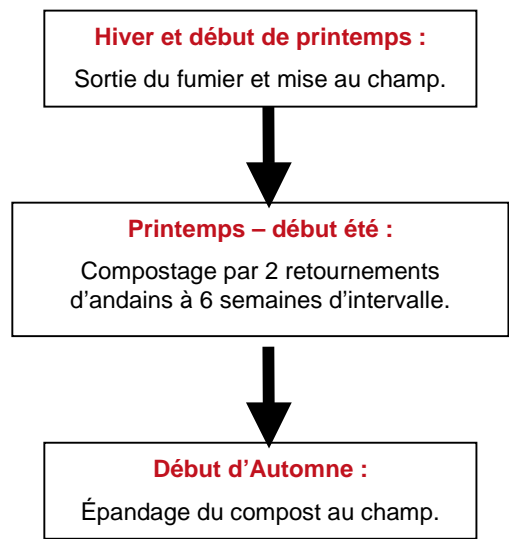 Hiver et début de printemps :
Sortie du fumier et mise au champ.
Printemps – début été :
Compostage par 2 retournements
d'andains à 6 semaines d'intervalle.
Début d'Automne :
Épandage du compost au champ.